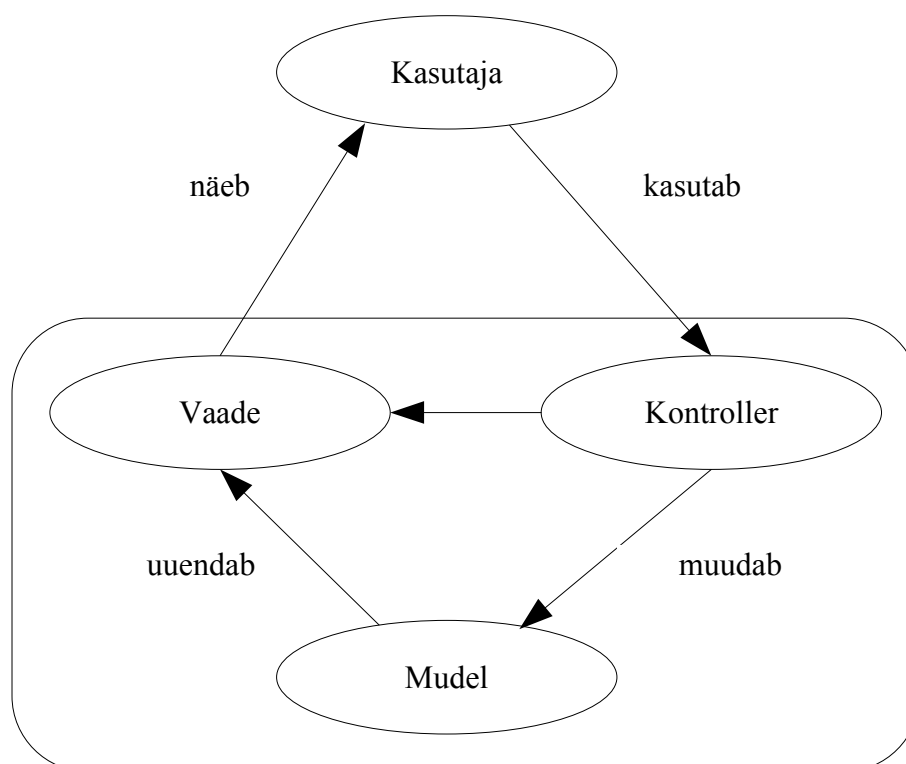 Kasutaja
näeb
kasutab
Vaade
Kontroller
uuendab
muudab
Mudel